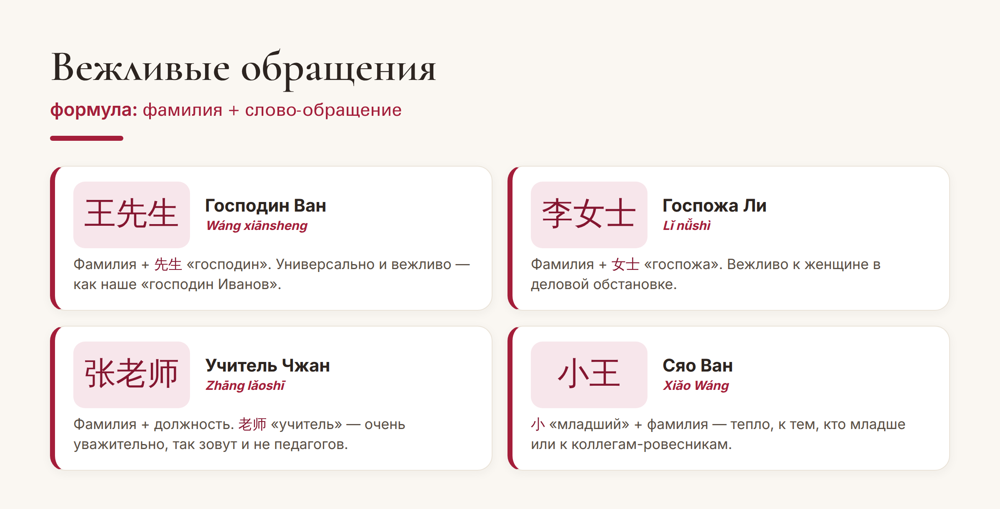 Вежливые обращения
формула: фамилия + слово-обращение
王先生
Господин Ван
Wáng xiānsheng
Фамилия + 先生 «господин». Универсально и вежливо —
как наше «господин Иванов».
李女士
Госпожа Ли
Lǐ nǚshì
Фамилия + 女士 «госпожа». Вежливо к женщине в
деловой обстановке.
张老师
Учитель Чжан
Zhāng lǎoshī
Фамилия + должность. 老师 «учитель» — очень
уважительно, так зовут и не педагогов.
小王
Сяо Ван
Xiǎo Wáng
小 «младший» + фамилия — тепло, к тем, кто младше
или к коллегам-ровесникам.